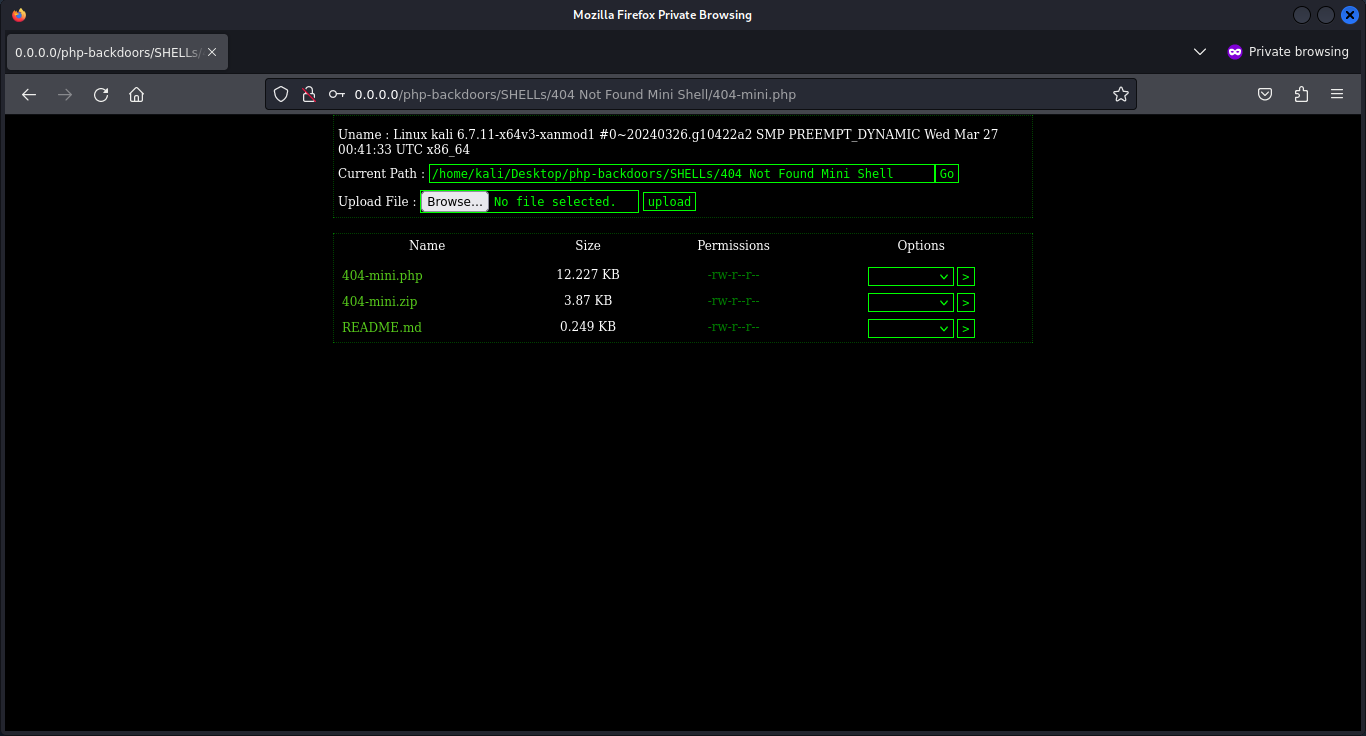 Mozilla Firefox Private Browsing
0.0.0.0/php-backdoors/SHELLs/
Private browsing
0.0.0.0/php-backdoors/SHELLs/404 Not Found Mini Shell/404-mini.php
Uname : Linux kali 6.7.11-x64v3-xanmod1 #0~20240326.g10422a2 SMP PREEMPT_DYNAMIC Wed Mar 27
00:41:33 UTC x86_64
Current Path : /home/kali/Desktop/php-backdoors/SHELLs/404 Not Found Mini Shell Go
Upload File : Browse... No file selected. upload
Name Size Permissions Options
404-mini.php 12.227 KB -rw-r--r-- >
404-mini.zip 3.87 KB -rw-r--r-- >
README.md 0.249 KB -rw-r--r-- >